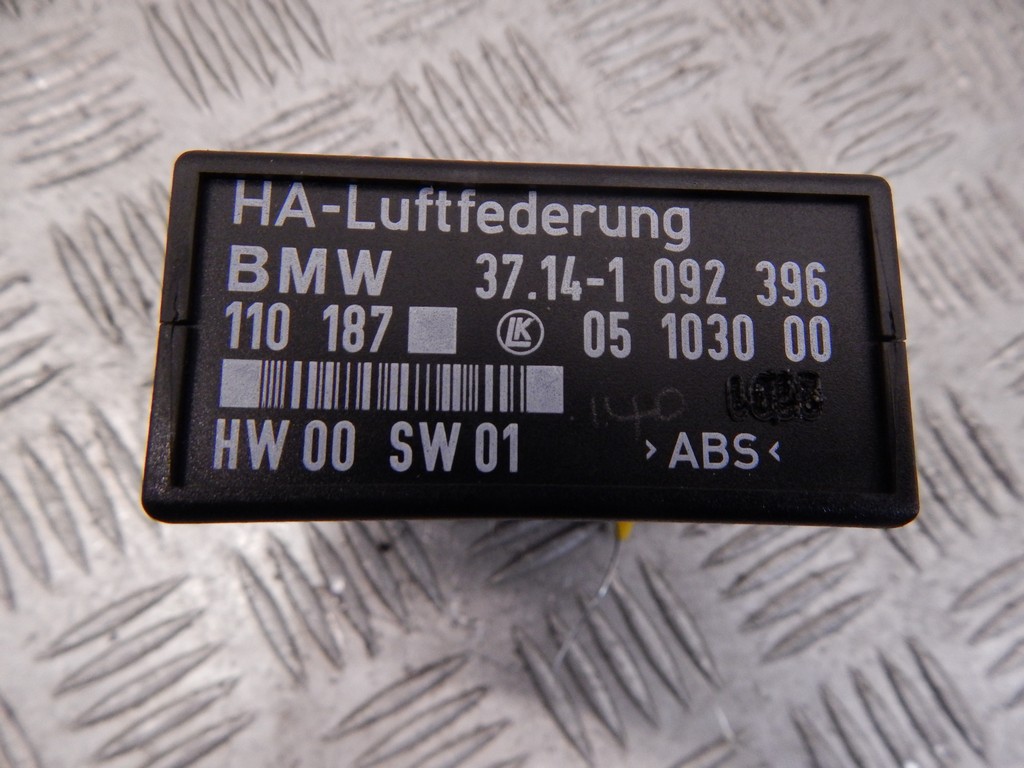 HA-Luftfederung
BMW 37.14-1 092 396
110 187 LK 05 1030 00
140
HW 00 SW 01 >ABS<